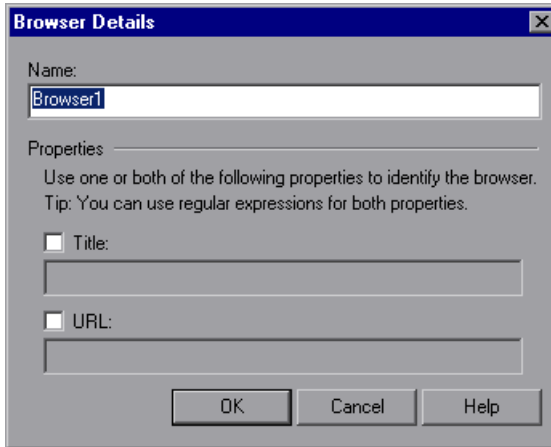 Browser Details
Name:
Browser1
Properties
Use one or both of the following properties to identify the browser.
Tip: You can use regular expressions for both properties.
Title:
URL:
OK Cancel Help